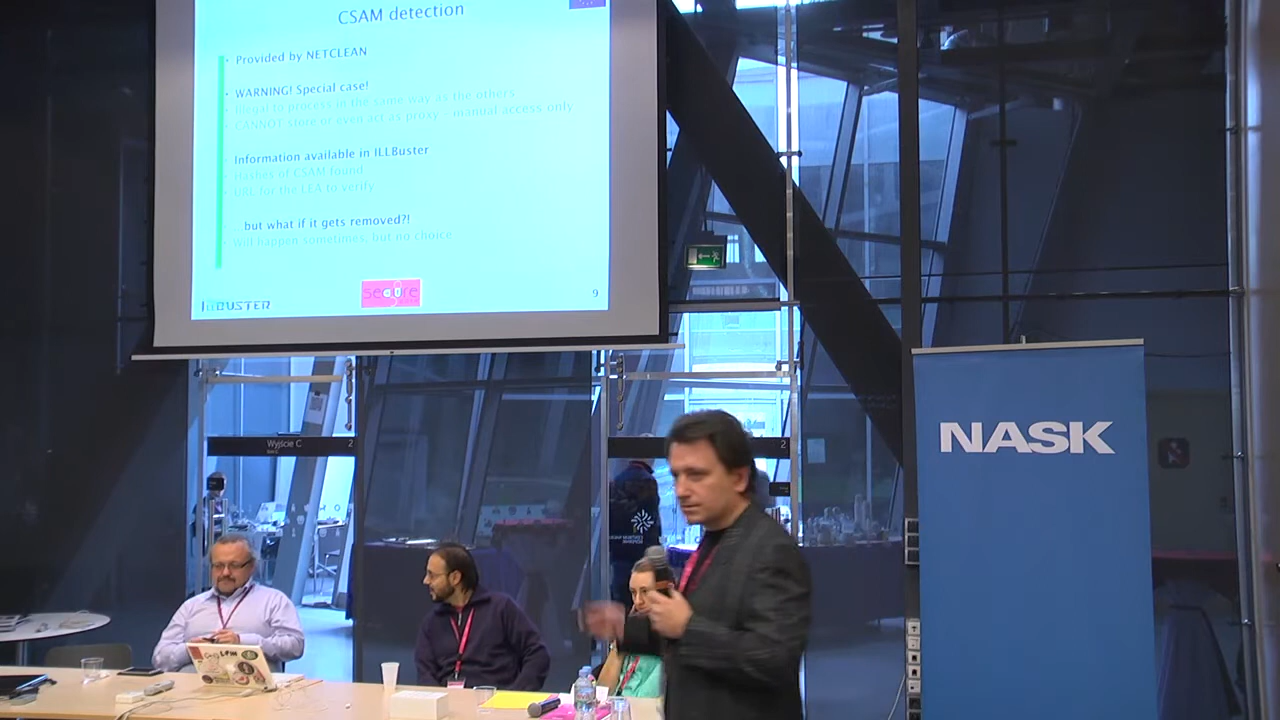 CSAM detection
• Provided by NETCLEAN
• WARNING! Special case!
• Illegal to process in the same way as the others
• CANNOT store or even act as proxy – manual access only
• Information available in ILLBuster
• Hashes of CSAM found
• URL for the LEA to verify
• ... but what if it gets removed?!
• Will happen sometimes, but no choice
ILLBUSTER
secure
9
NASK
Wyjście C
2
2